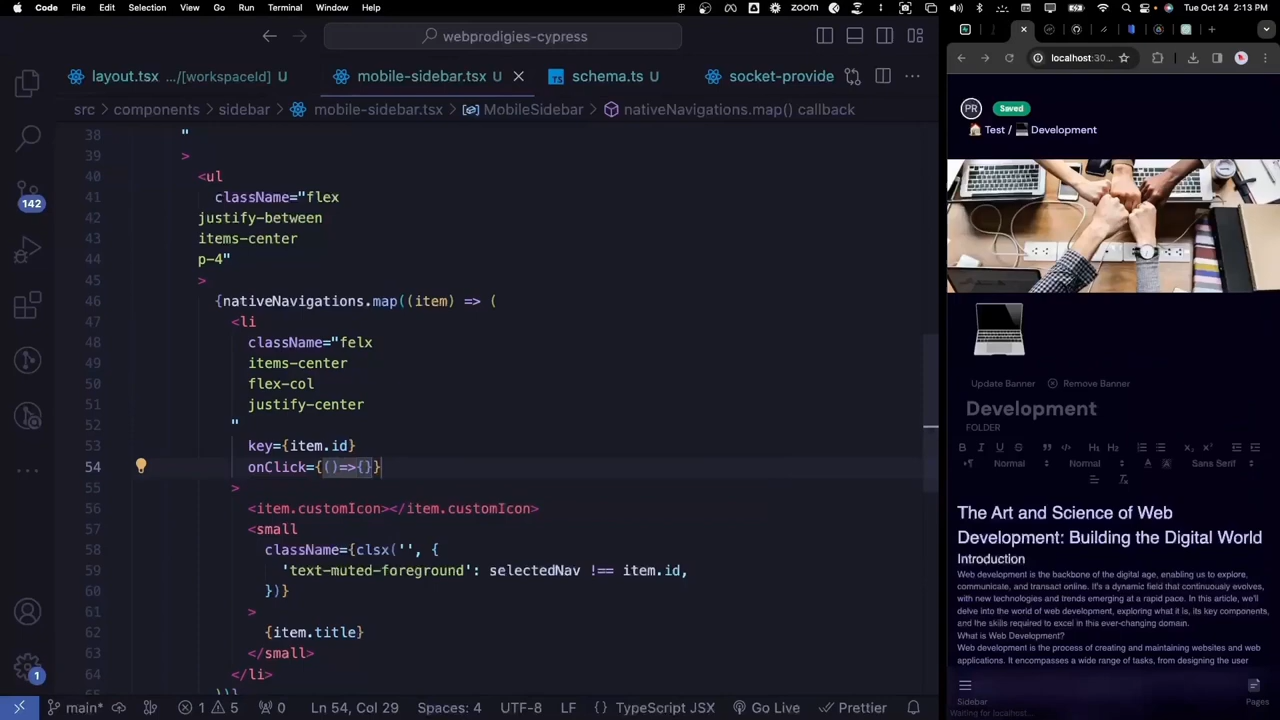 Code File Edit Selection View Go Run Terminal Window Help zoom Tue Oct 24 2:13 PM
webprodigies-cypress
layout.tsx .../[workspaceId] U
mobile-sidebar.tsx U
TS schema.ts U
socket-provide
src > components > sidebar > mobile-sidebar.tsx > MobileSidebar > nativeNavigations.map() callback
38 "
39 >
40 <ul
41 className="flex
42 justify-between
43 items-center
44 p-4"
45 >
46 {nativeNavigations.map((item) => (
47 <li
48 className="felx
49 items-center
50 flex-col
51 justify-center
52 "
53 key={item.id}
54 onClick={()=>{}}
55 >
56 <item.customIcon></item.customIcon>
57 <small
58 className={clsx('', {
59 'text-muted-foreground': selectedNav !== item.id,
60 })}
61 >
62 {item.title}
63 </small>
64 </li>
))}
142
1
main* 1 5 Ln 54, Col 29 Spaces: 4 UTF-8 LF {} TypeScript JSX Go Live Prettier
localhost:30...
PR Saved
Test / Development
Update Banner Remove Banner
Development
FOLDER
B I U S H1 H2
Normal Normal A A Sans Serif
The Art and Science of Web
Development: Building the Digital World
Introduction
Web development is the backbone of the digital age, enabling us to explore,
communicate, and transact online. It's a dynamic field that continuously evolves,
with new technologies and trends emerging at a rapid pace. In this article, we'll
delve into the world of web development, exploring what it is, its key components,
and the skills required to excel in this ever-changing domain.
What is Web Development?
Web development is the process of creating and maintaining websites and web
applications. It encompasses a wide range of tasks, from designing the user
Sidebar Pages
Waiting for localhost...